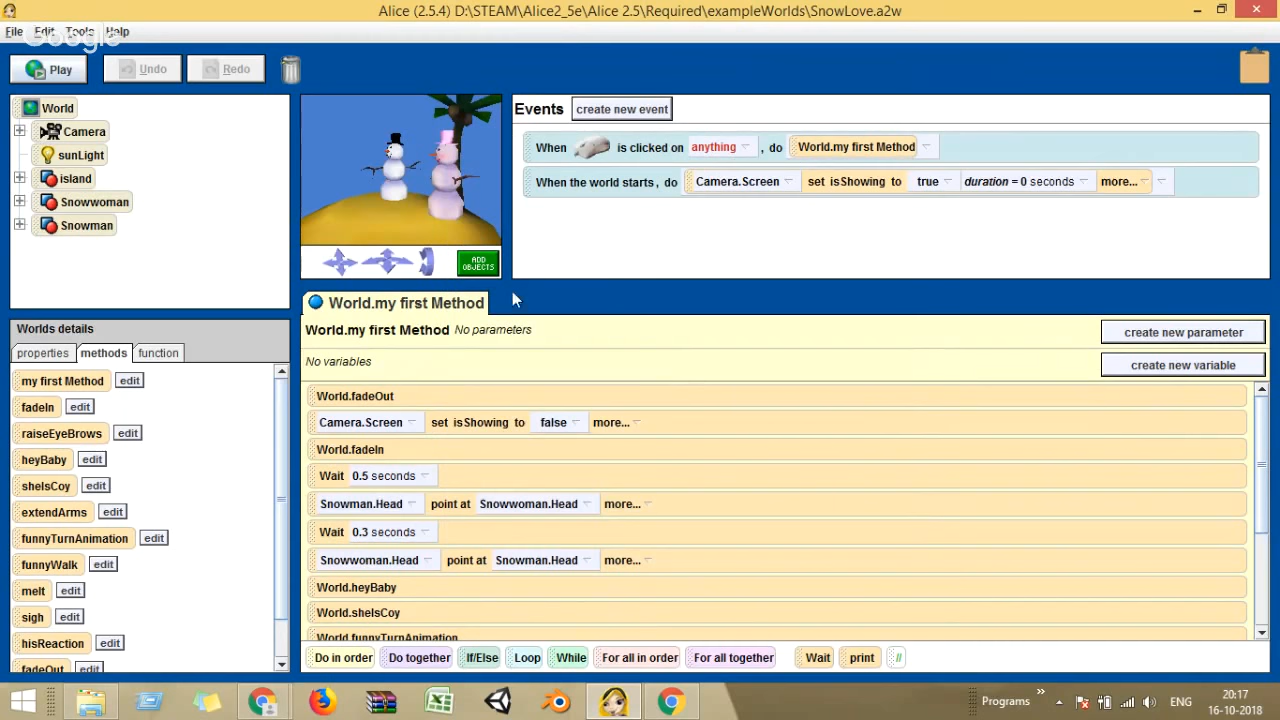 Alice (2.5.4) D:\STEAM\Alice2_5e\Alice 2.5\Required\exampleWorlds\SnowLove.a2w
File Edit Tools Help
Google
Play Undo Redo
World
Camera
sunLight
island
Snowwoman
Snowman
ADD OBJECTS
Events create new event
When is clicked on anything , do World.my first Method
When the world starts, do Camera.Screen set isShowing to true duration = 0 seconds more...
Worlds details
properties methods function
my first Method edit
fadeIn edit
raiseEyeBrows edit
heyBaby edit
sheIsCoy edit
extendArms edit
funnyTurnAnimation edit
funnyWalk edit
melt edit
sigh edit
hisReaction edit
fadeOut edit
World.my first Method
World.my first Method No parameters create new parameter
No variables create new variable
World.fadeOut
Camera.Screen set isShowing to false more...
World.fadeIn
Wait 0.5 seconds
Snowman.Head point at Snowwoman.Head more...
Wait 0.3 seconds
Snowwoman.Head point at Snowman.Head more...
World.heyBaby
World.sheIsCoy
World.funnyTurnAnimation
Do in order Do together If/Else Loop While For all in order For all together Wait print //
Programs ENG 20:17
16-10-2018